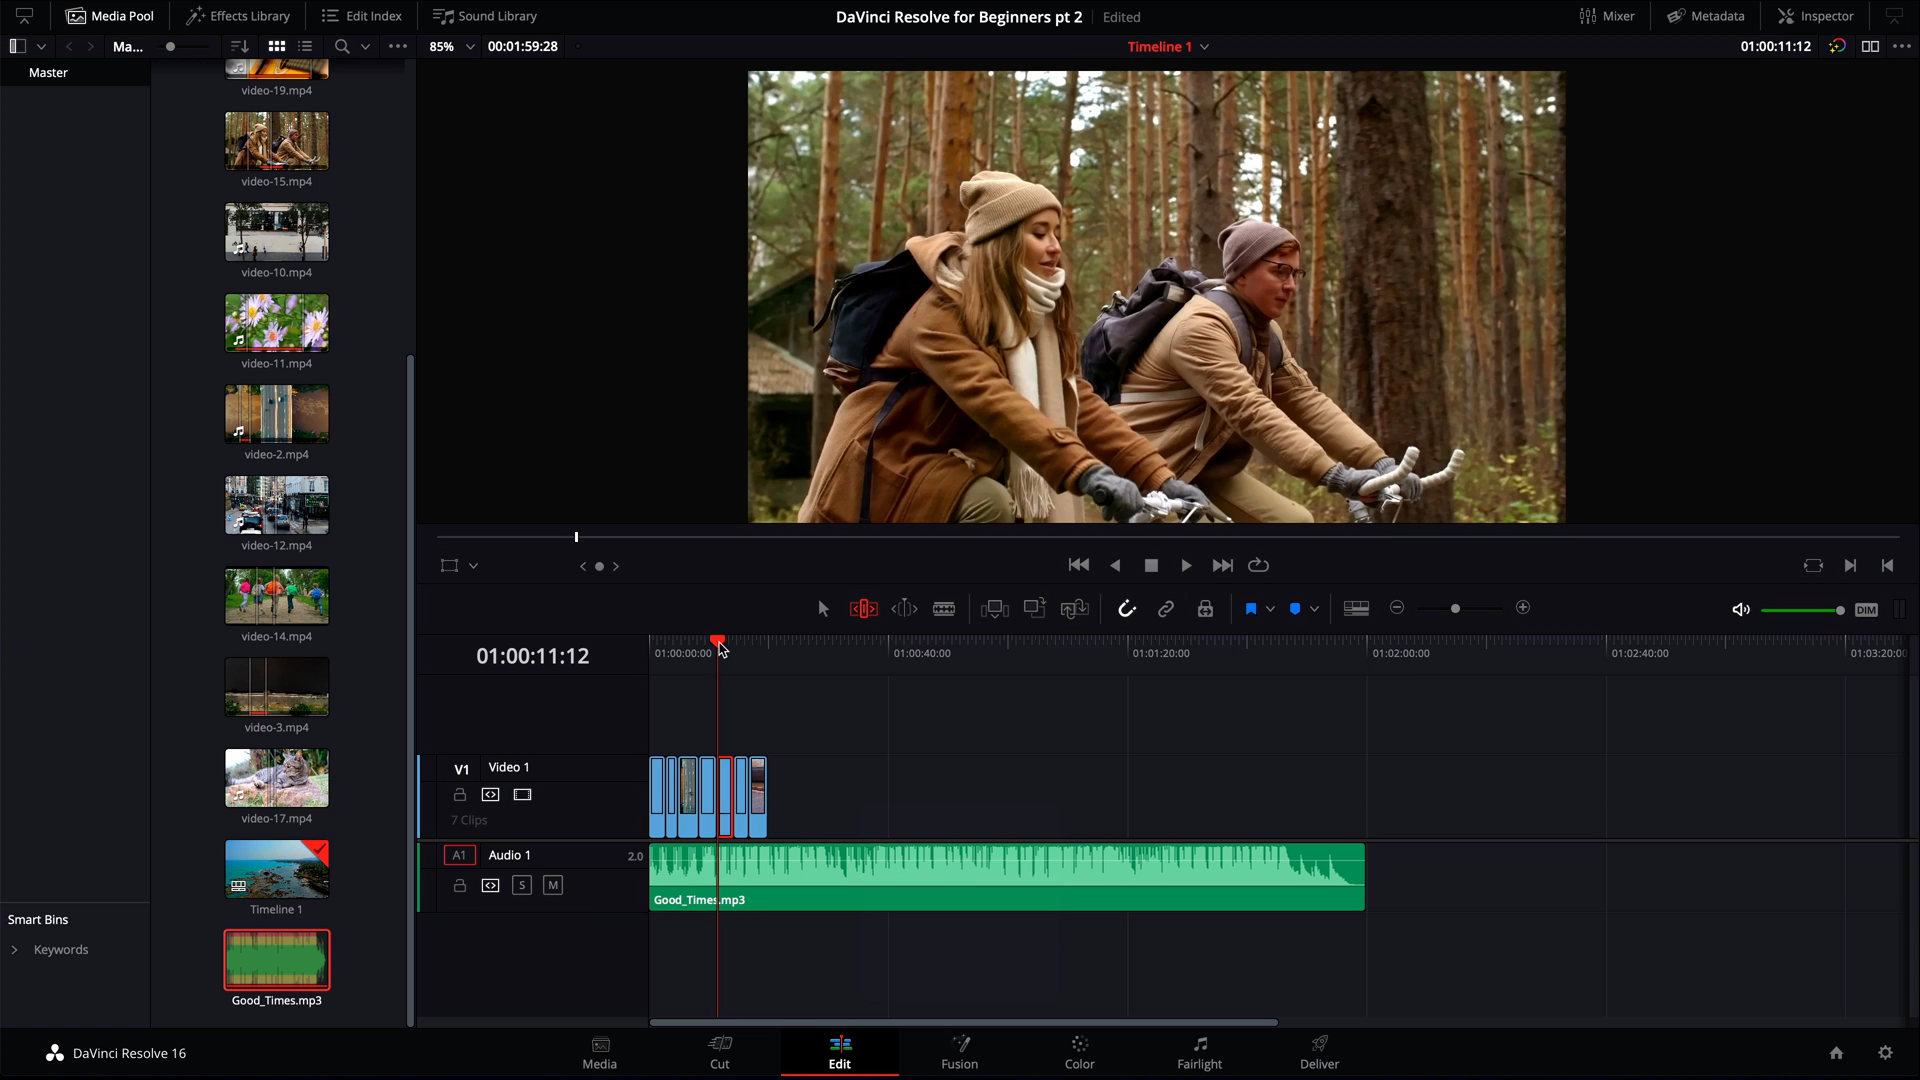 Media Pool
Effects Library
Edit Index
Sound Library
DaVinci Resolve for Beginners pt 2
Edited
Mixer
Metadata
Inspector
Ma...
85%
00:01:59:28
Timeline 1
01:00:11:12
Master
video-19.mp4
video-15.mp4
video-10.mp4
video-11.mp4
video-2.mp4
video-12.mp4
video-14.mp4
video-3.mp4
video-17.mp4
Timeline 1
Good_Times.mp3
Smart Bins
Keywords
DIM
01:00:11:12
01:00:00:00
01:00:40:00
01:01:20:00
01:02:00:00
01:02:40:00
01:03:20:00
V1
Video 1
7 Clips
A1
Audio 1
2.0
S
M
Good_Times.mp3
DaVinci Resolve 16
Media
Cut
Edit
Fusion
Color
Fairlight
Deliver